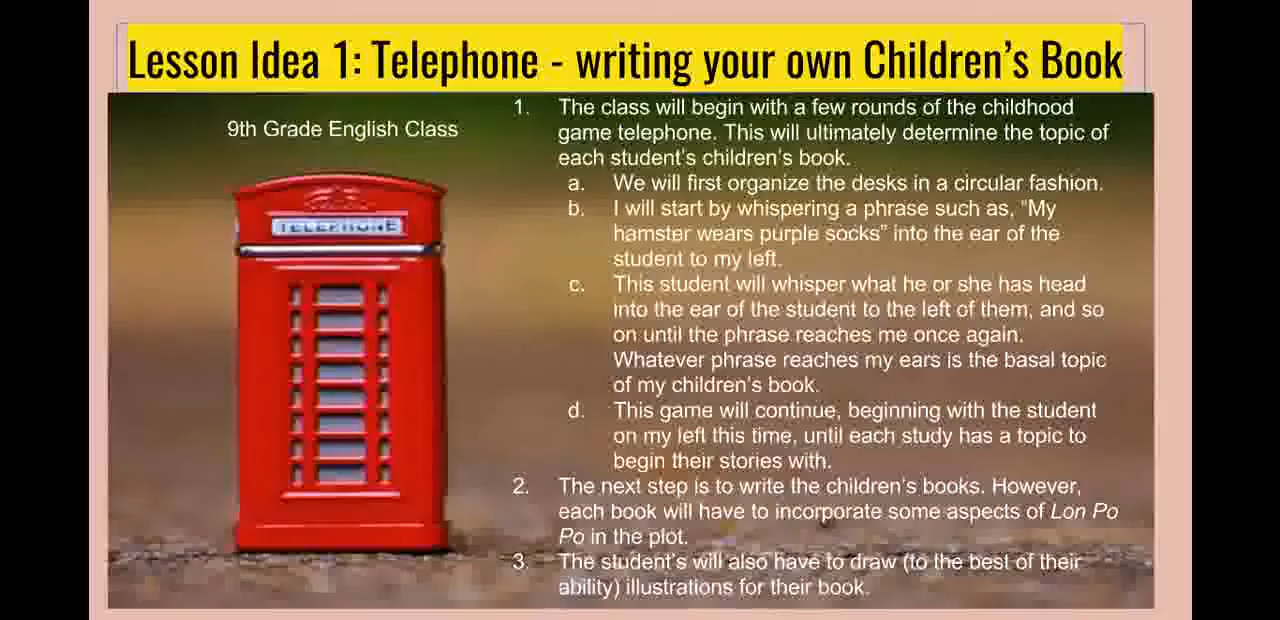 Lesson Idea 1: Telephone - writing your own Children's Book
9th Grade English Class
TELEPHONE
1. The class will begin with a few rounds of the childhood
game telephone. This will ultimately determine the topic of
each student's children's book.
a. We will first organize the desks in a circular fashion.
b. I will start by whispering a phrase such as, "My
hamster wears purple socks" into the ear of the
student to my left.
c. This student will whisper what he or she has head
into the ear of the student to the left of them, and so
on until the phrase reaches me once again.
Whatever phrase reaches my ears is the basal topic
of my children's book.
d. This game will continue, beginning with the student
on my left this time, until each study has a topic to
begin their stories with.
2. The next step is to write the children's books. However,
each book will have to incorporate some aspects of Lon Po
Po in the plot.
3. The student's will also have to draw (to the best of their
ability) illustrations for their book.